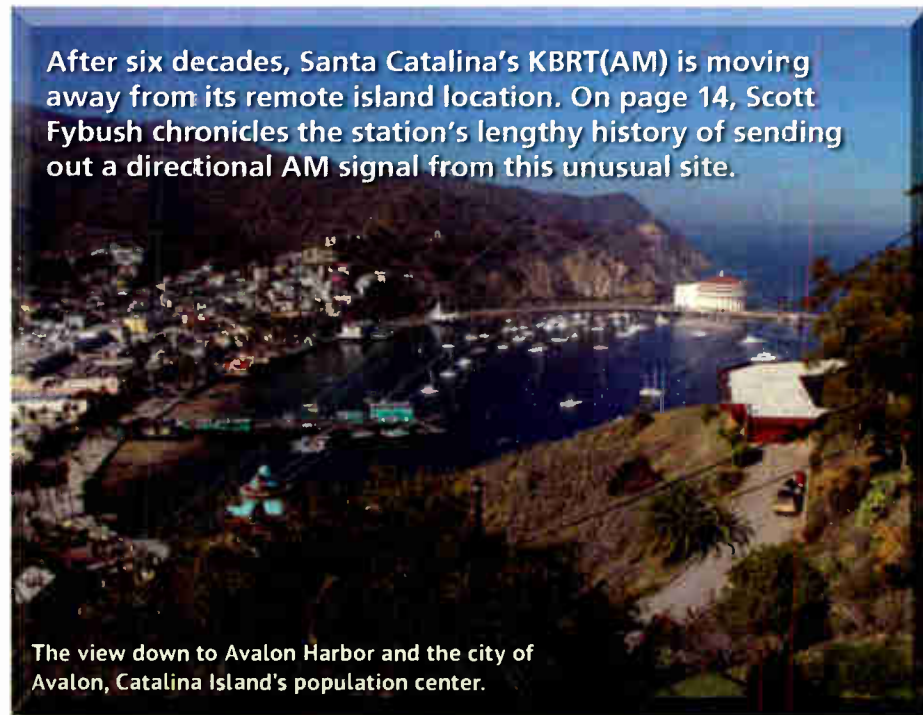 After six decades, Santa Catalina's KBRT(AM) is moving
away from its remote island location. On page 14, Scott
Fybush chronicles the station's lengthy history of sending
out a directional AM signal from this unusual site.
The view down to Avalon Harbor and the city of
Avalon, Catalina Island's population center.